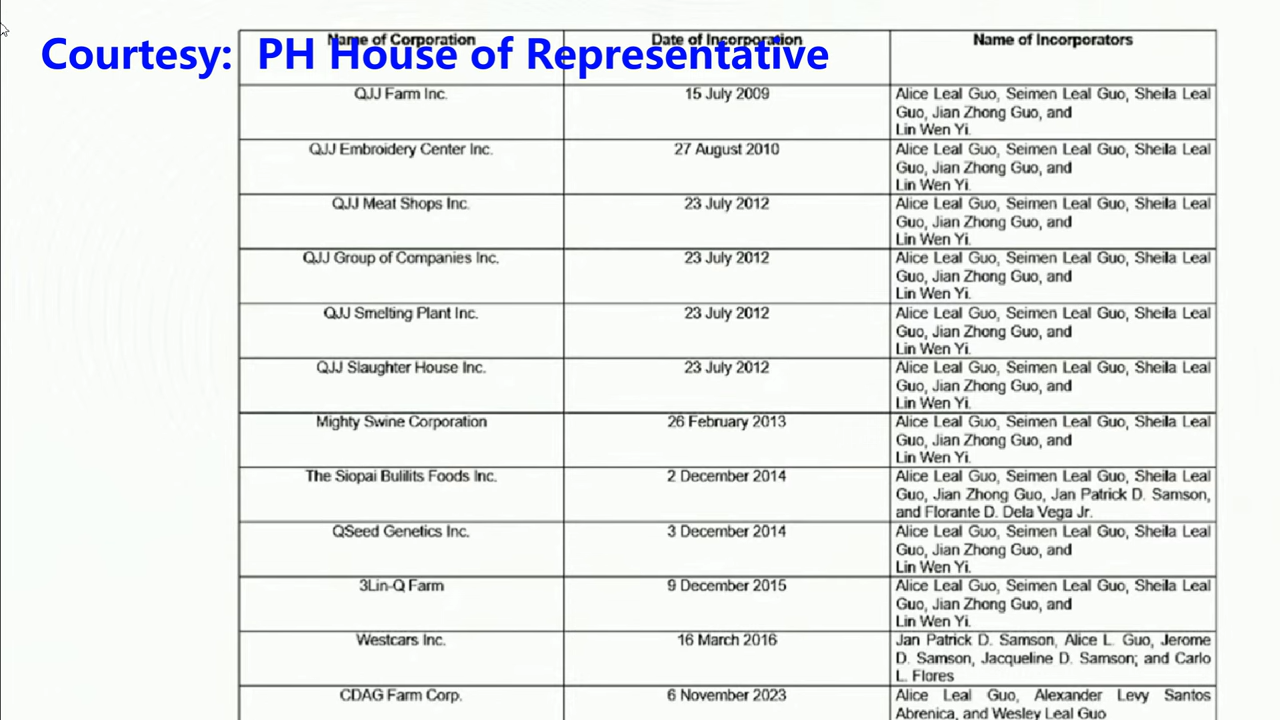 Courtesy: PH House of Representative
Name of Corporation Date of Incorporation Name of Incorporators
QJJ Farm Inc. 15 July 2009 Alice Leal Guo, Seimen Leal Guo, Sheila Leal
Guo, Jian Zhong Guo, and
Lin Wen Yi.
QJJ Embroidery Center Inc. 27 August 2010 Alice Leal Guo, Seimen Leal Guo, Sheila Leal
Guo, Jian Zhong Guo, and
Lin Wen Yi.
QJJ Meat Shops Inc. 23 July 2012 Alice Leal Guo, Seimen Leal Guo, Sheila Leal
Guo, Jian Zhong Guo, and
Lin Wen Yi.
QJJ Group of Companies Inc. 23 July 2012 Alice Leal Guo, Seimen Leal Guo, Sheila Leal
Guo, Jian Zhong Guo, and
Lin Wen Yi.
QJJ Smelting Plant Inc. 23 July 2012 Alice Leal Guo, Seimen Leal Guo, Sheila Leal
Guo, Jian Zhong Guo, and
Lin Wen Yi.
QJJ Slaughter House Inc. 23 July 2012 Alice Leal Guo, Seimen Leal Guo, Sheila Leal
Guo, Jian Zhong Guo, and
Lin Wen Yi.
Mighty Swine Corporation 26 February 2013 Alice Leal Guo, Seimen Leal Guo, Sheila Leal
Guo, Jian Zhong Guo, and
Lin Wen Yi.
The Siopai Bulilits Foods Inc. 2 December 2014 Alice Leal Guo, Seimen Leal Guo, Sheila Leal
Guo, Jian Zhong Guo, Jan Patrick D. Samson,
and Florante D. Dela Vega Jr.
QSeed Genetics Inc. 3 December 2014 Alice Leal Guo, Seimen Leal Guo, Sheila Leal
Guo, Jian Zhong Guo, and
Lin Wen Yi.
3Lin-Q Farm 9 December 2015 Alice Leal Guo, Seimen Leal Guo, Sheila Leal
Guo, Jian Zhong Guo, and
Lin Wen Yi.
Westcars Inc. 16 March 2016 Jan Patrick D. Samson, Alice L. Guo, Jerome
D. Samson, Jacqueline D. Samson; and Carlo
L. Flores
CDAG Farm Corp. 6 November 2023 Alice Leal Guo, Alexander Levy Santos
Abrenica, and Wesley Leal Guo